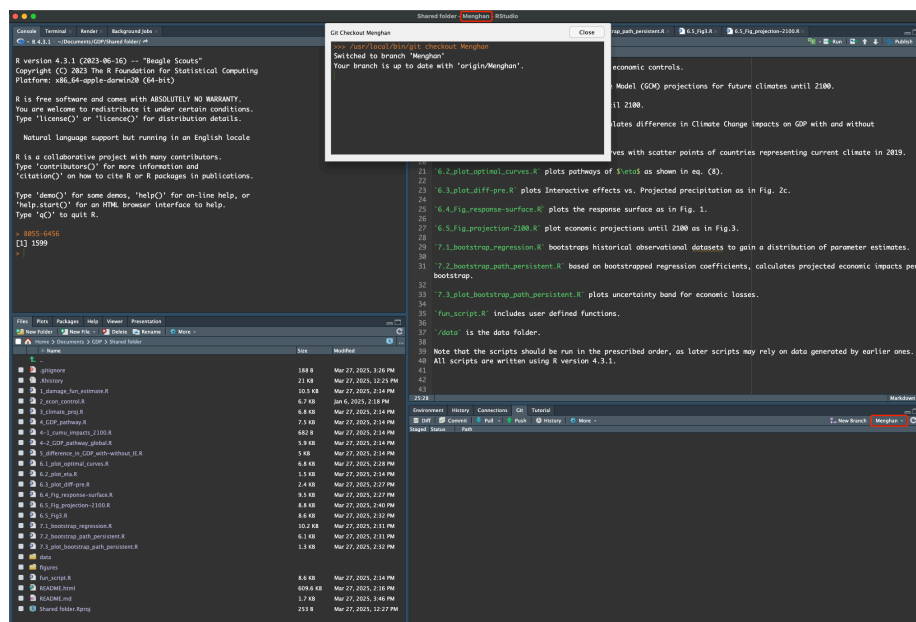 Shared folder - Menghan - RStudio
Console Terminal Render Background Jobs
R 4.3.1 · ~/Documents/GDP/Shared folder/
R version 4.3.1 (2023-06-16) -- "Beagle Scouts"
Copyright (C) 2023 The R Foundation for Statistical Computing
Platform: x86_64-apple-darwin20 (64-bit)
R is free software and comes with ABSOLUTELY NO WARRANTY.
You are welcome to redistribute it under certain conditions.
Type 'license()' or 'licence()' for distribution details.
Natural language support but running in an English locale
R is a collaborative project with many contributors.
Type 'contributors()' for more information and
'citation()' on how to cite R or R packages in publications.
Type 'demo()' for some demos, 'help()' for on-line help, or
'help.start()' for an HTML browser interface to help.
Type 'q()' to quit R.
> 8055-6456
[1] 1599
>
Git Checkout Menghan
Close
>>> /usr/local/bin/git checkout Menghan
Switched to branch 'Menghan'
Your branch is up to date with 'origin/Menghan'.
rap_path_persistent.R 6.5_Fig3.R 6.5_Fig_projection-2100.R
Run Publish
economic controls.
Model (GCM) projections for future climates until 2100.
il 2100.
lates difference in Climate Change impacts on GDP with and without
ves with scatter points of countries representing current climate in 2019.
20
21 `6.2_plot_optimal_curves.R` plots pathways of $\eta$ as shown in eq. (8).
22
23 `6.3_plot_diff-pre.R` plots Interactive effects vs. Projected precipitation as in Fig. 2c.
24
25 `6.4_Fig_response-surface.R` plots the response surface as in Fig. 1.
26
27 `6.5_Fig_projection-2100.R` plot economic projections until 2100 as in Fig.3.
28
29 `7.1_bootstrap_regression.R` bootstraps historical observational datasets to gain a distribution of parameter estimates.
30
31 `7.2_bootstrap_path_persistent.R` based on bootstrapped regression coefficients, calculates projected economic impacts per
bootstrap.
32
33 `7.3_plot_bootstrap_path_persistent.R` plots uncertainty band for economic losses.
34
35 `fun_script.R` includes user defined functions.
36
37 `/data` is the data folder.
38
39 Note that the scripts should be run in the prescribed order, as later scripts may rely on data generated by earlier ones.
40 All scripts are written using R version 4.3.1.
41
42
43
25:28 Markdown
Files Plots Packages Help Viewer Presentation
New Folder New File Delete Rename More
Home > Documents > GDP > Shared folder
Name Size Modified
..
.gitignore 188 B Mar 27, 2025, 3:26 PM
.Rhistory 21 KB Mar 27, 2025, 12:25 PM
1_damage_fun_estimate.R 10.5 KB Mar 27, 2025, 2:14 PM
2_econ_control.R 6.7 KB Jan 6, 2025, 2:18 PM
3_climate_proj.R 6.8 KB Mar 27, 2025, 2:14 PM
4_GDP_pathway.R 7.5 KB Mar 27, 2025, 2:14 PM
4-1_cumu_impacts_2100.R 682 B Mar 27, 2025, 2:14 PM
4-2_GDP_pathway_global.R 5.9 KB Mar 27, 2025, 2:14 PM
5_difference_in_GDP_with-without_IE.R 5 KB Mar 27, 2025, 2:14 PM
6.1_plot_optimal_curves.R 6.8 KB Mar 27, 2025, 2:28 PM
6.2_plot_eta.R 1.5 KB Mar 27, 2025, 2:14 PM
6.3_plot_diff-pre.R 2.4 KB Mar 27, 2025, 2:27 PM
6.4_Fig_response-surface.R 9.5 KB Mar 27, 2025, 2:27 PM
6.5_Fig_projection-2100.R 8.8 KB Mar 27, 2025, 2:40 PM
6.5_Fig3.R 8.6 KB Mar 27, 2025, 2:32 PM
7.1_bootstrap_regression.R 10.2 KB Mar 27, 2025, 2:31 PM
7.2_bootstrap_path_persistent.R 6.1 KB Mar 27, 2025, 2:31 PM
7.3_plot_bootstrap_path_persistent.R 1.3 KB Mar 27, 2025, 2:32 PM
data
figures
fun_script.R 8.6 KB Mar 27, 2025, 2:14 PM
README.html 609.6 KB Mar 27, 2025, 2:16 PM
README.md 1.7 KB Mar 27, 2025, 3:46 PM
Shared folder.Rproj 253 B Mar 27, 2025, 12:27 PM
Environment History Connections Git Tutorial
Diff Commit Pull Push History More New Branch Menghan
Staged Status Path